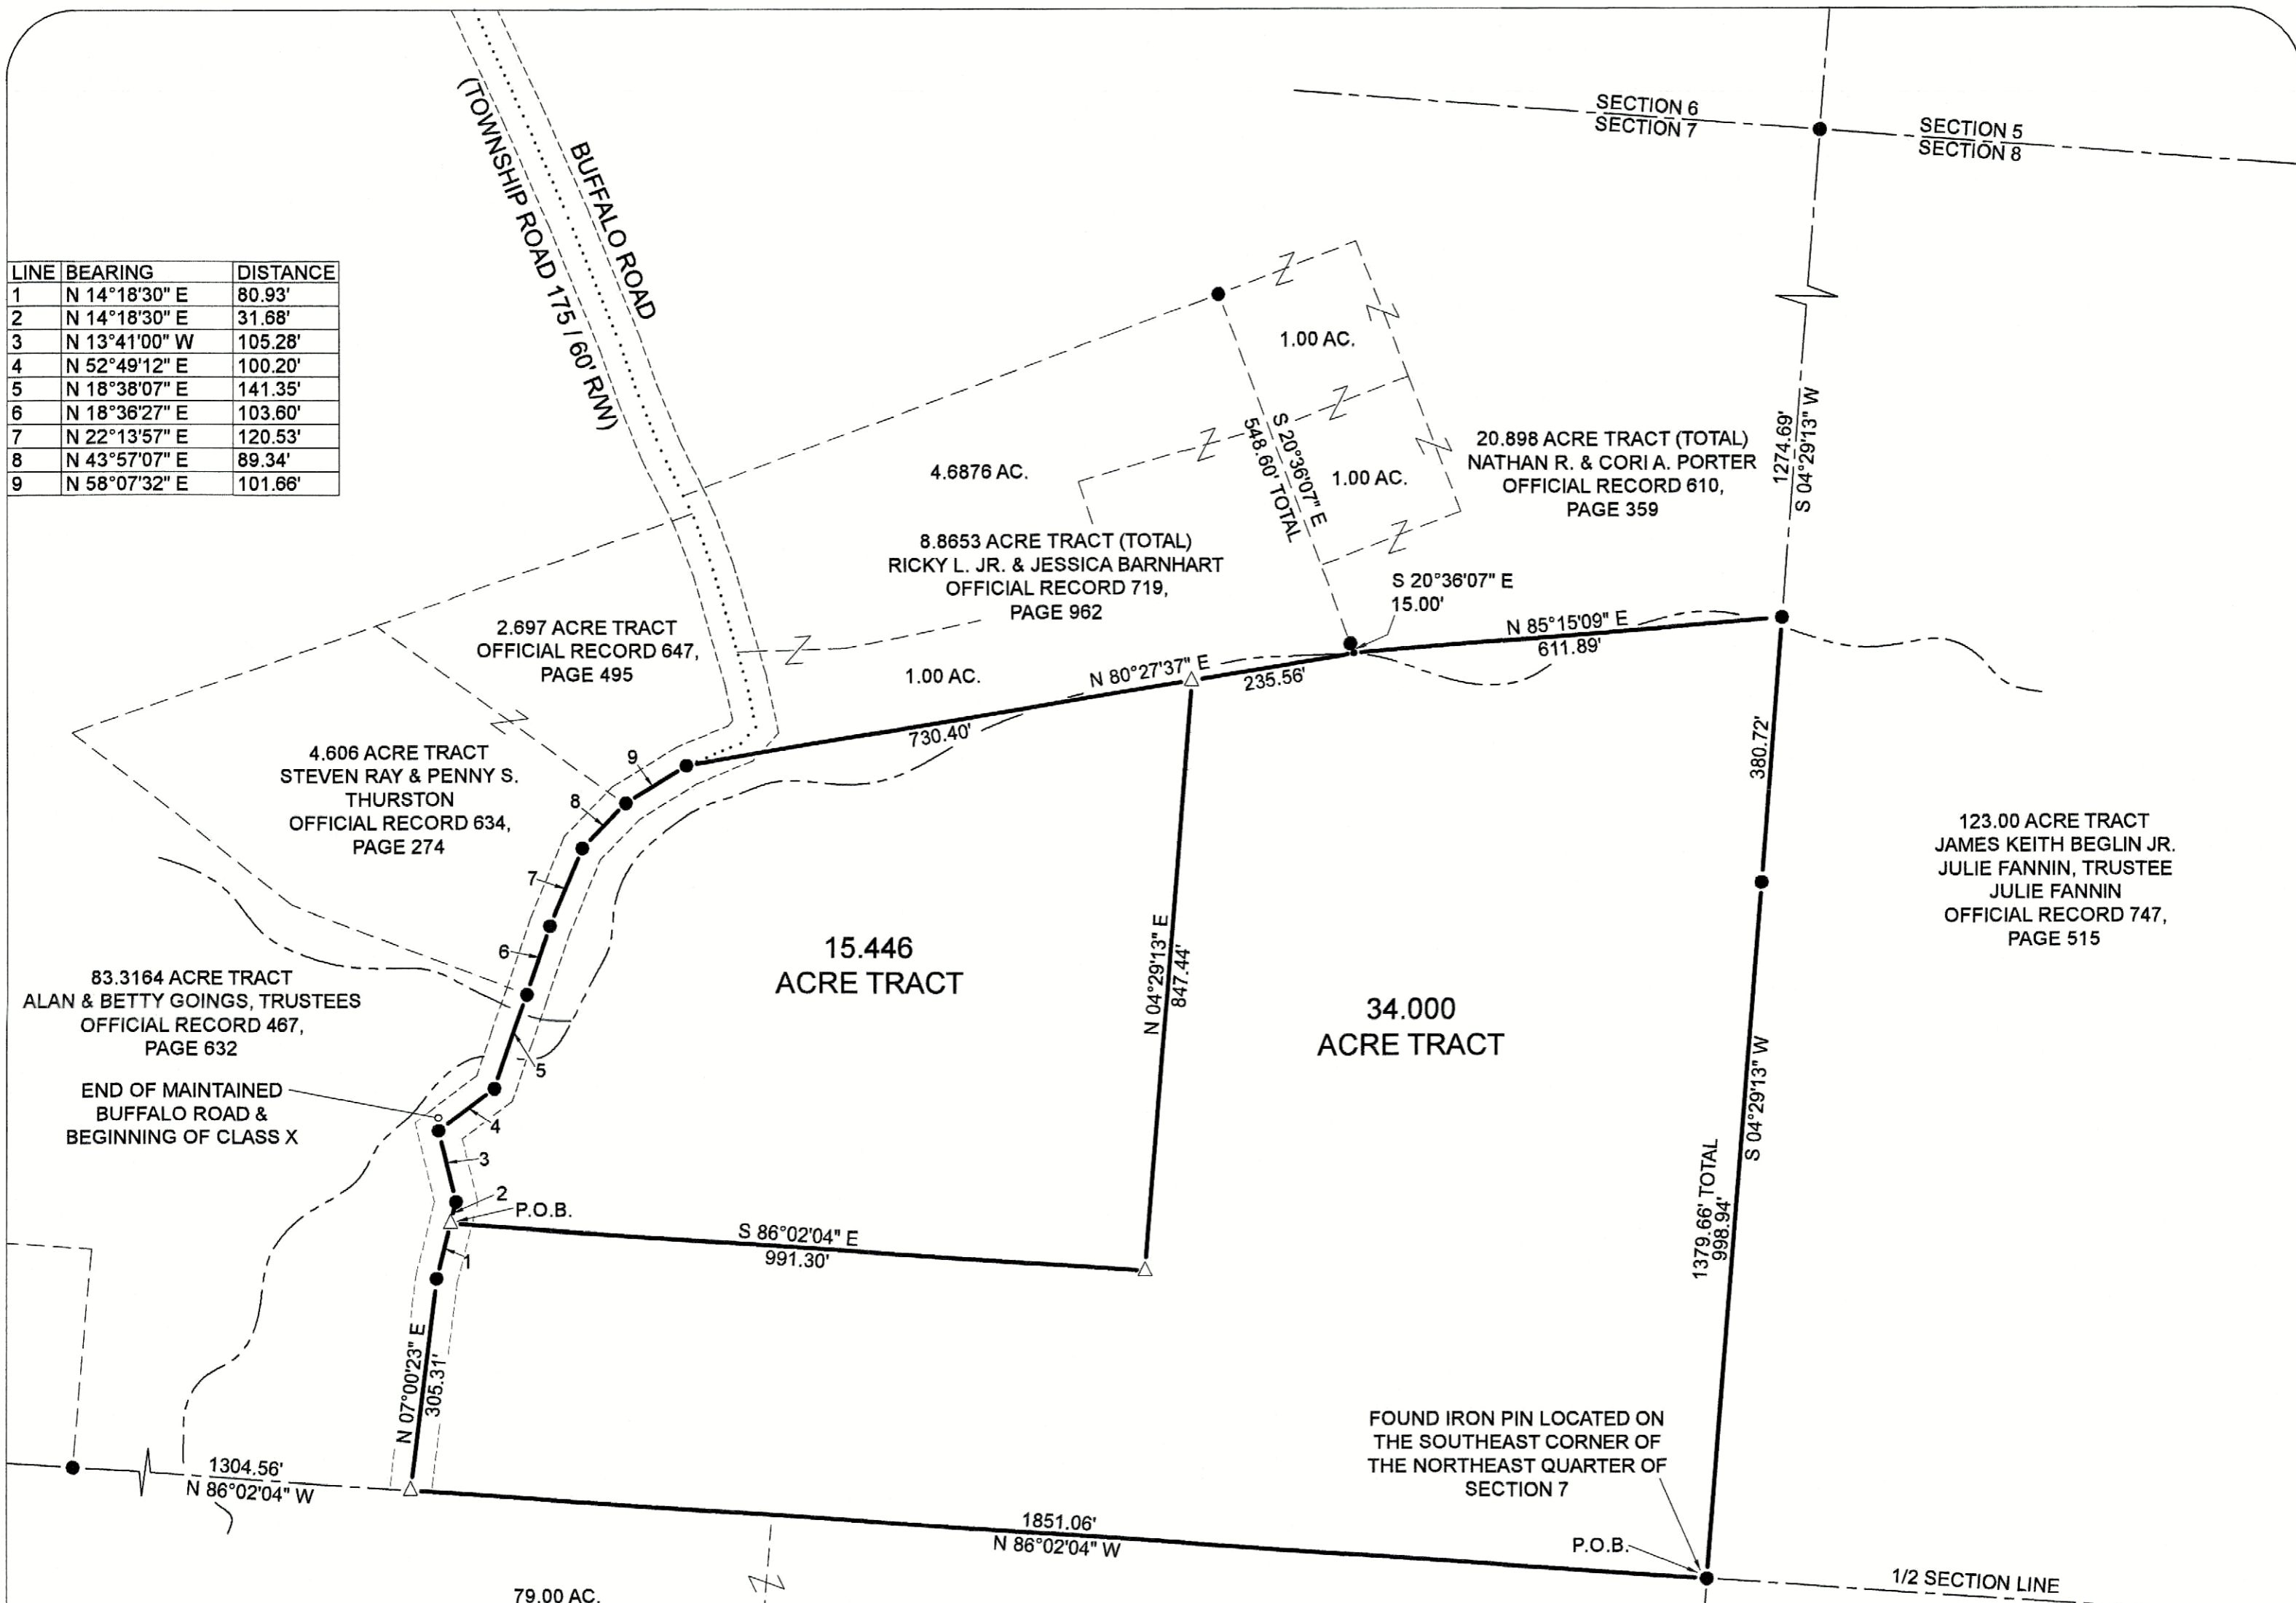 (TOWNSHIP ROAD 175 / 60' R/W)
BUFFALO ROAD
SECTION 6
SECTION 7
SECTION 5
SECTION 8
LINE BEARING DISTANCE
1 N 14°18'30" E 80.93'
2 N 14°18'30" E 31.68'
3 N 13°41'00" W 105.28'
4 N 52°49'12" E 100.20'
5 N 18°38'07" E 141.35'
6 N 18°36'27" E 103.60'
7 N 22°13'57" E 120.53'
8 N 43°57'07" E 89.34'
9 N 58°07'32" E 101.66'
1.00 AC.
1.00 AC.
4.6876 AC.
S 20°36'07" E
548.60' TOTAL
20.898 ACRE TRACT (TOTAL)
NATHAN R. & CORI A. PORTER
OFFICIAL RECORD 610,
PAGE 359
1274.69'
S 04°29'13" W
8.8653 ACRE TRACT (TOTAL)
RICKY L. JR. & JESSICA BARNHART
OFFICIAL RECORD 719,
PAGE 962
S 20°36'07" E
15.00'
2.697 ACRE TRACT
OFFICIAL RECORD 647,
PAGE 495
1.00 AC.
N 80°27'37" E
730.40'
235.56'
N 85°15'09" E
611.89'
4.606 ACRE TRACT
STEVEN RAY & PENNY S.
THURSTON
OFFICIAL RECORD 634,
PAGE 274
9
8
7
6
5
4
3
2
1
380.72'
123.00 ACRE TRACT
JAMES KEITH BEGLIN JR.
JULIE FANNIN, TRUSTEE
JULIE FANNIN
OFFICIAL RECORD 747,
PAGE 515
15.446
ACRE TRACT
N 04°29'13" E
847.44'
34.000
ACRE TRACT
83.3164 ACRE TRACT
ALAN & BETTY GOINGS, TRUSTEES
OFFICIAL RECORD 467,
PAGE 632
END OF MAINTAINED
BUFFALO ROAD &
BEGINNING OF CLASS X
P.O.B.
S 86°02'04" E
991.30'
1379.66' TOTAL
998.94'
S 04°29'13" W
N 07°00'23" E
305.31'
FOUND IRON PIN LOCATED ON
THE SOUTHEAST CORNER OF
THE NORTHEAST QUARTER OF
SECTION 7
1304.56'
N 86°02'04" W
1851.06'
N 86°02'04" W
P.O.B.
1/2 SECTION LINE
79.00 AC.